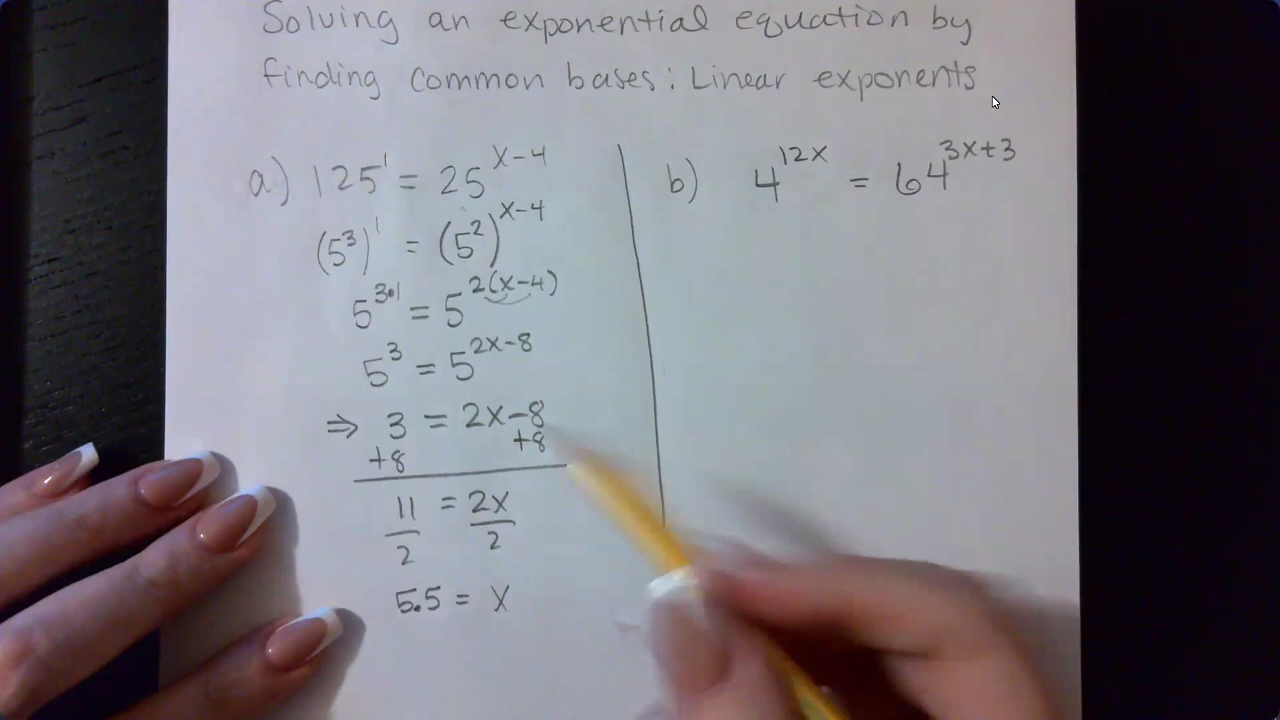 Solving an exponential equation by
finding common bases: Linear exponents
a) 125¹ = 25^(x-4)
(5³)¹ = (5²)^(x-4)
5^(3•1) = 5^(2(x-4))
5³ = 5^(2x-8)
⇒ 3 = 2x-8
+8 +8
11 = 2x
2 2
5.5 = x
b) 4^(12x) = 64^(3x+3)